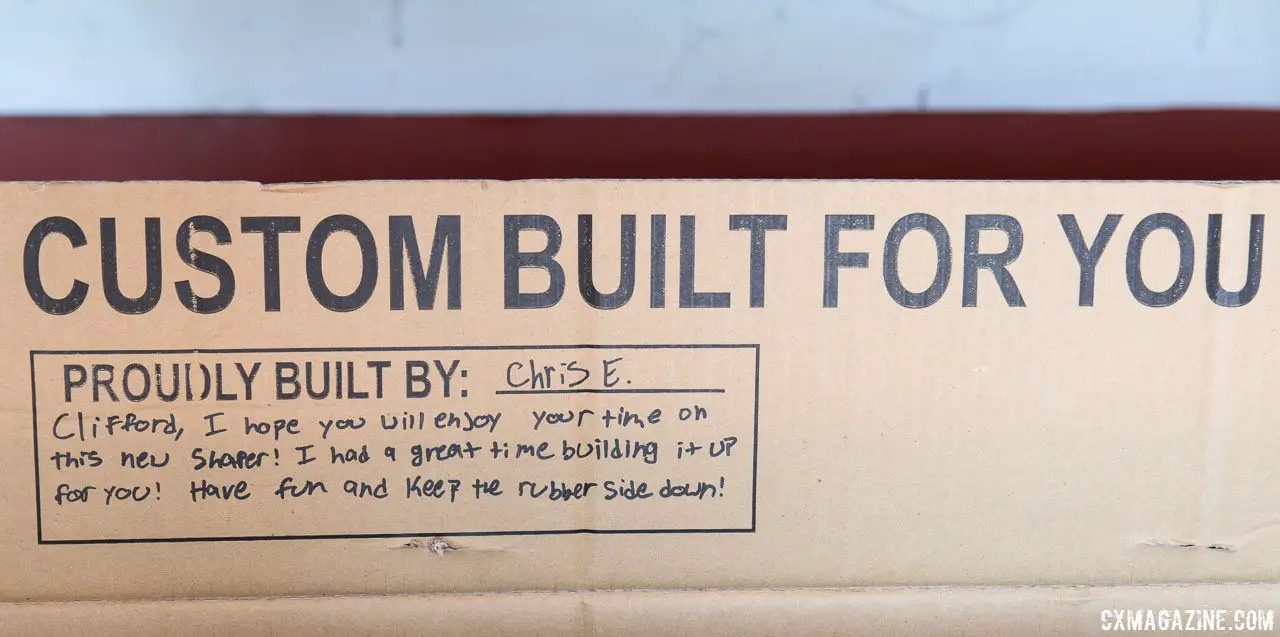 CUSTOM BUILT FOR YOU
PROUDLY BUILT BY: Chris E.
Clifford, I hope you will enjoy your time on
this new Shafer! I had a great time building it up
for you! Have fun and Keep the rubber side down!
CXMAGAZINE.COM